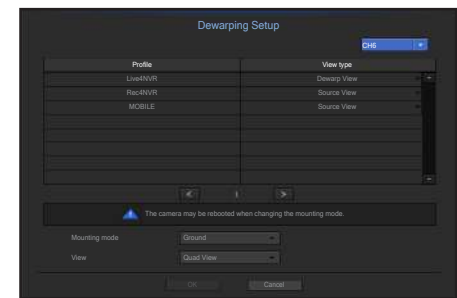 Dewarping Setup
CH6
Profile View type
Live4NVR Dewarp View
Rec4NVR Source View
MOBILE Source View
1
The camera may be rebooted when changing the mounting mode.
Mounting mode Ground
View Quad View
OK Cancel